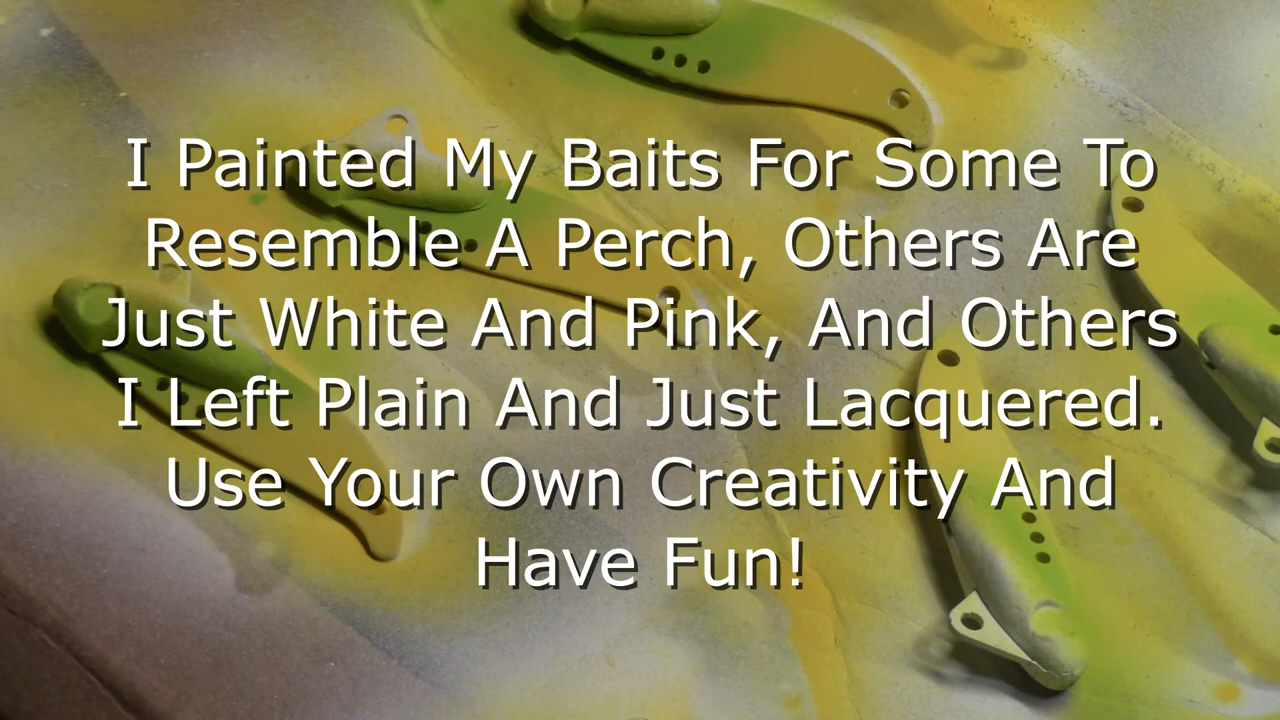 I Painted My Baits For Some To
Resemble A Perch, Others Are
Just White And Pink, And Others
I Left Plain And Just Lacquered.
Use Your Own Creativity And
Have Fun!